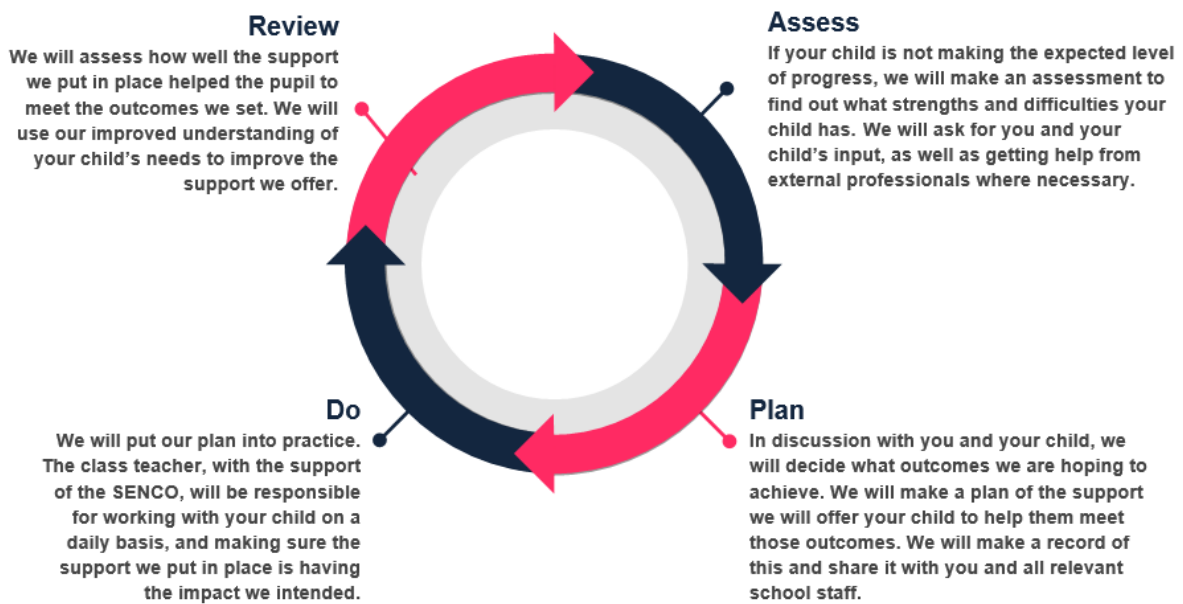 Review
We will assess how well the support
we put in place helped the pupil to
meet the outcomes we set. We will
use our improved understanding of
your child's needs to improve the
support we offer.
Assess
If your child is not making the expected level
of progress, we will make an assessment to
find out what strengths and difficulties your
child has. We will ask for you and your
child's input, as well as getting help from
external professionals where necessary.
Do
We will put our plan into practice.
The class teacher, with the support
of the SENCO, will be responsible
for working with your child on a
daily basis, and making sure the
support we put in place is having
the impact we intended.
Plan
In discussion with you and your child, we
will decide what outcomes we are hoping to
achieve. We will make a plan of the support
we will offer your child to help them meet
those outcomes. We will make a record of
this and share it with you and all relevant
school staff.